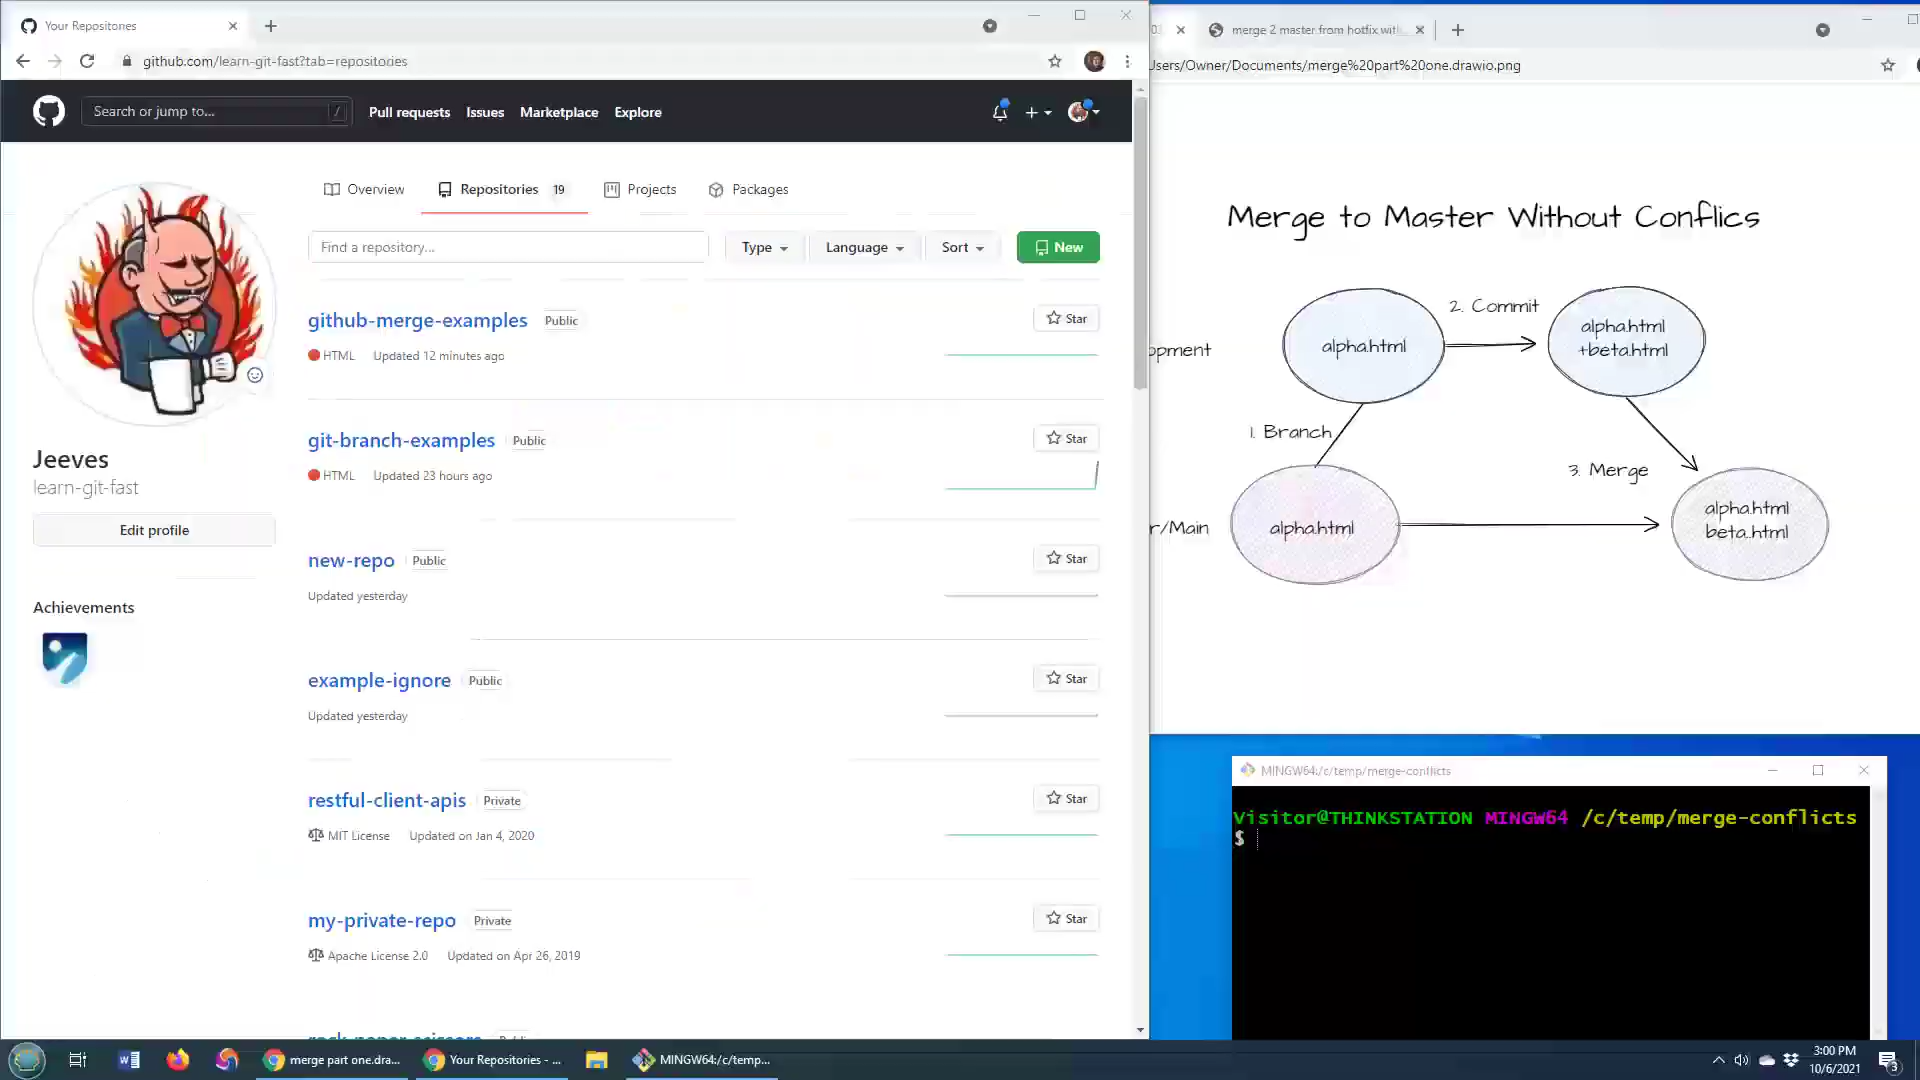 Your Repositories
github.com/learn-git-fast?tab=repositories
Search or jump to...
/
Pull requests
Issues
Marketplace
Explore
Overview
Repositories 19
Projects
Packages
Find a repository...
Type
Language
Sort
New
github-merge-examples Public
Star
HTML Updated 12 minutes ago
git-branch-examples Public
Star
HTML Updated 23 hours ago
new-repo Public
Star
Updated yesterday
example-ignore Public
Star
Updated yesterday
restful-client-apis Private
Star
MIT License Updated on Jan 4, 2020
my-private-repo Private
Star
Apache License 2.0 Updated on Apr 26, 2019
Jeeves
learn-git-fast
Edit profile
Achievements
merge 2 master from hotfix with...
Users/Owner/Documents/merge%20part%20one.drawio.png
Merge to Master Without Conflics
2. Commit
alpha.html
alpha.html
+beta.html
opment
1. Branch
3. Merge
r/Main
alpha.html
alpha.html
beta..html
MINGW64:/c/temp/merge-conflicts
Visitor@THINKSTATION MINGW64 /c/temp/merge-conflicts
$
merge part one.dra...
Your Repositories - ...
MINGW64:/c/temp...
3:00 PM
10/6/2021
3